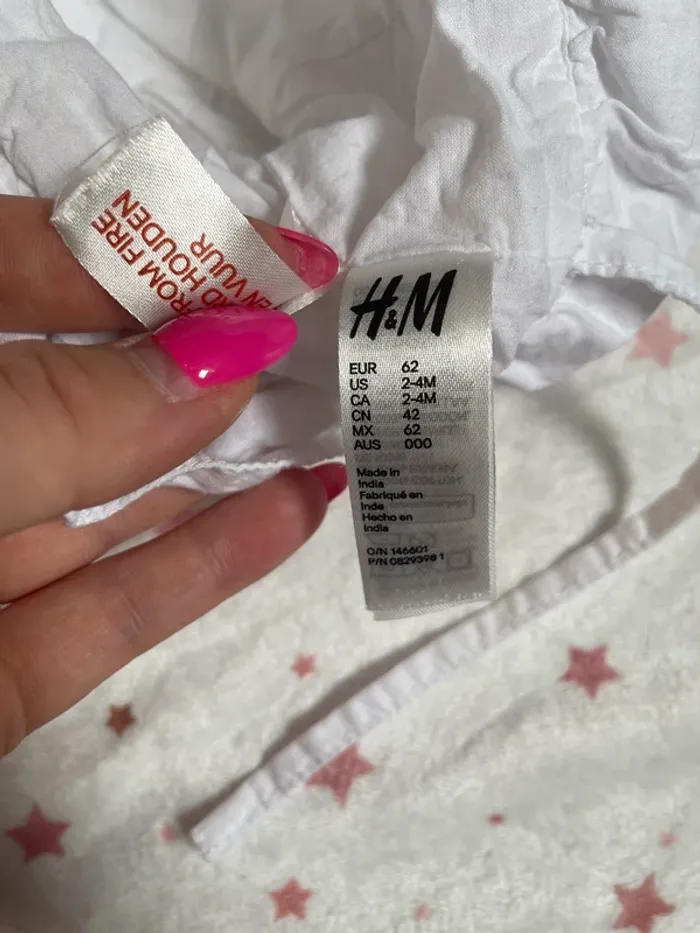 FROM FIRE
HOUDEN
VUUR
H&M
EUR 62
US 2-4M
CA 2-4M
CN 42
MX 62
AUS 000
Made in
India
Fabriqué en
Inde
Hecho en
India
O/N 146601
P/N 0829398 1